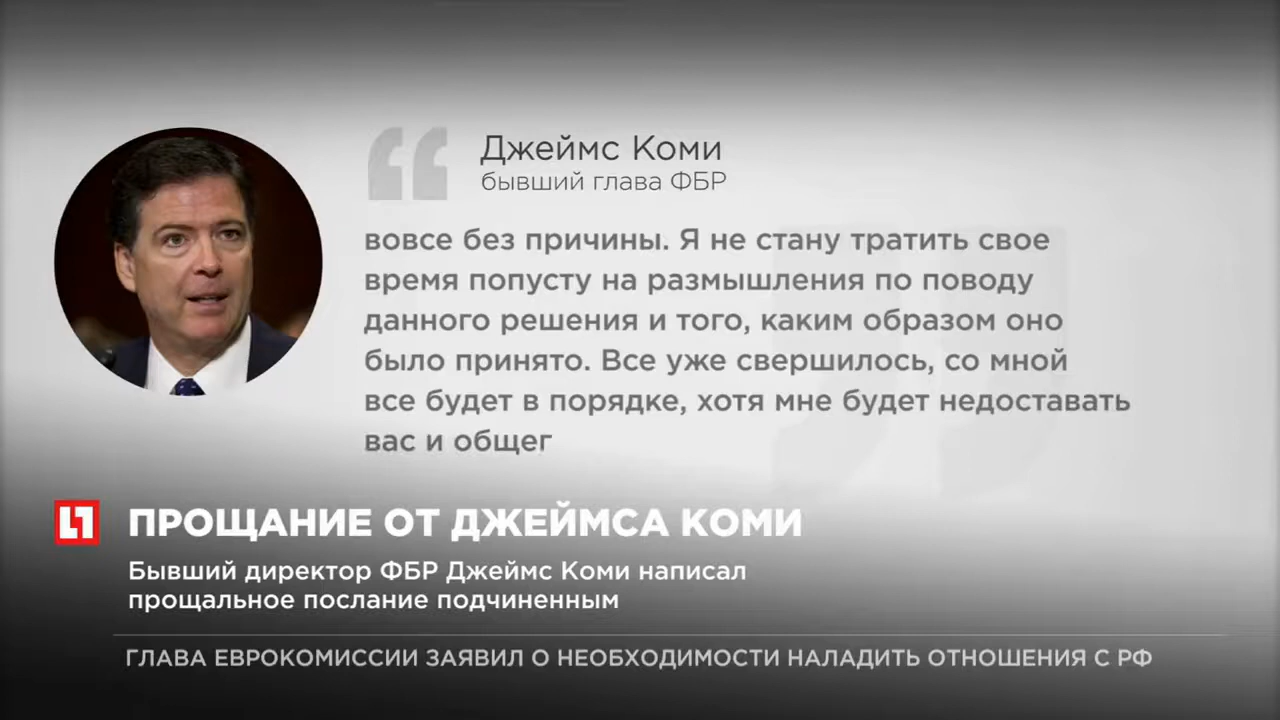 Джеймс Коми
бывший глава ФБР
вовсе без причины. Я не стану тратить свое
время попусту на размышления по поводу
данного решения и того, каким образом оно
было принято. Все уже свершилось, со мной
все будет в порядке, хотя мне будет недоставать
вас и общег
ПРОЩАНИЕ ОТ ДЖЕЙМСА КОМИ
Бывший директор ФБР Джеймс Коми написал
прощальное послание подчиненным
ГЛАВА ЕВРОКОМИССИИ ЗАЯВИЛ О НЕОБХОДИМОСТИ НАЛАДИТЬ ОТНОШЕНИЯ С РФ